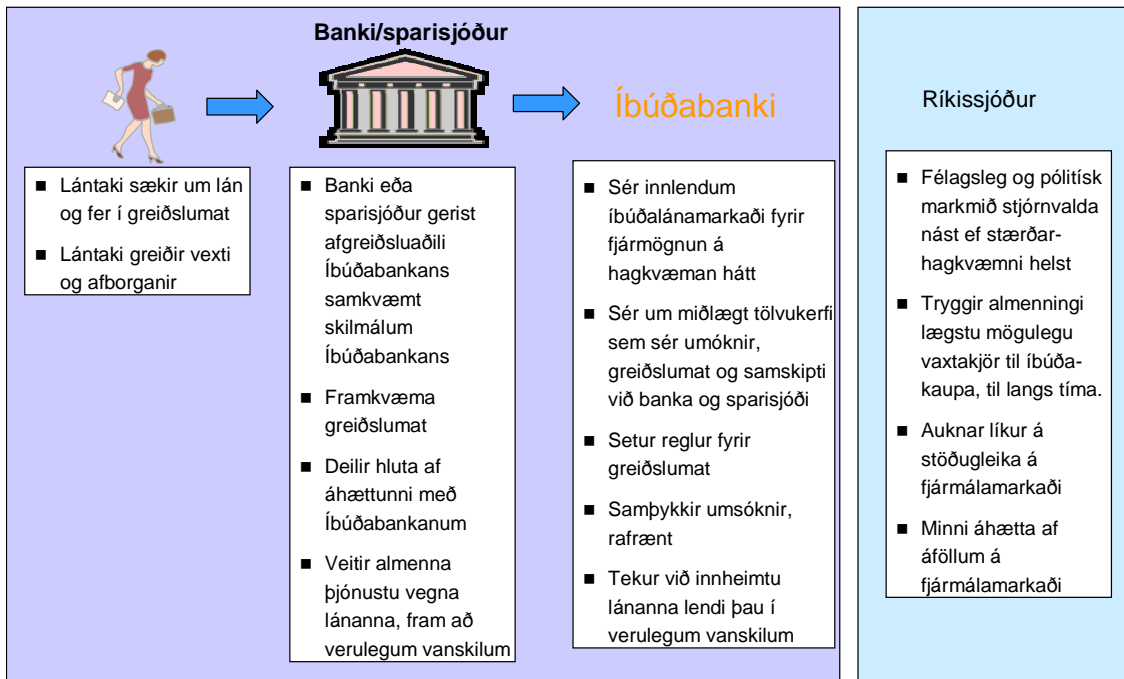 Banki/sparisjóður
Íbúðabanki
Ríkissjóður
■ Lántaki sækir um lán
og fer í greiðslumat
■ Lántaki greiðir vexti
og afborganir
■ Banki eða
sparisjóður gerist
afgreiðsluaðili
Íbúðabankans
samkvæmt
skilmálum
Íbúðabankans
■ Framkvæma
greiðslumat
■ Deilir hluta af
áhættunni með
Íbúðabankanum
■ Veitir almenna
þjónustu vegna
lánanna, fram að
verulegum vanskilum
■ Sér innlendum
íbúðalánamarkaði fyrir
fjármögnun á
hagkvæman hátt
■ Sér um miðlægt tölvukerfi
sem sér umóknir,
greiðslumat og samskipti
við banka og sparisjóði
■ Setur reglur fyrir
greiðslumat
■ Samþykkir umsóknir,
rafrænt
■ Tekur við innheimtu
lánanna lendi þau í
verulegum vanskilum
■ Félagsleg og pólitísk
markmið stjórnvalda
nást ef stærðar-
hagkvæmni helst
■ Tryggir almenningi
lægstu mögulegu
vaxtakjör til íbúða-
kaupa, til langs tíma.
■ Auknar líkur á
stöðugleika á
fjármálamarkaði
■ Minni áhætta af
áföllum á
fjármálamarkaði